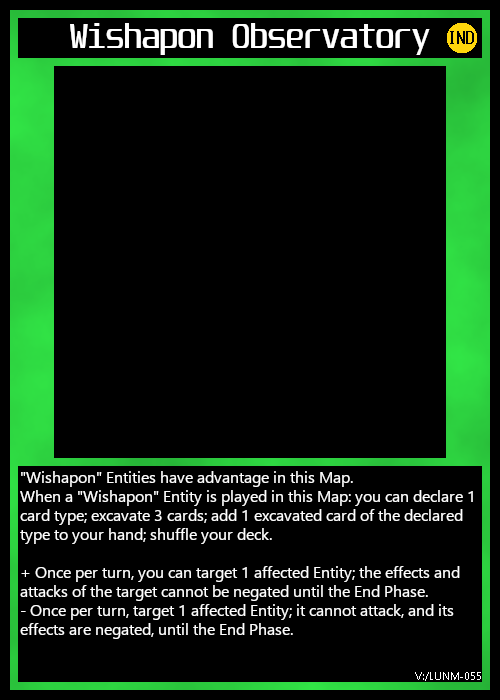 Wishapon Observatory IND
"Wishapon" Entities have advantage in this Map.
When a "Wishapon" Entity is played in this Map: you can declare 1
card type; excavate 3 cards; add 1 excavated card of the declared
type to your hand; shuffle your deck.
+ Once per turn, you can target 1 affected Entity; the effects and
attacks of the target cannot be negated until the End Phase.
- Once per turn, target 1 affected Entity; it cannot attack, and its
effects are negated, until the End Phase.
V:/LUNM-055